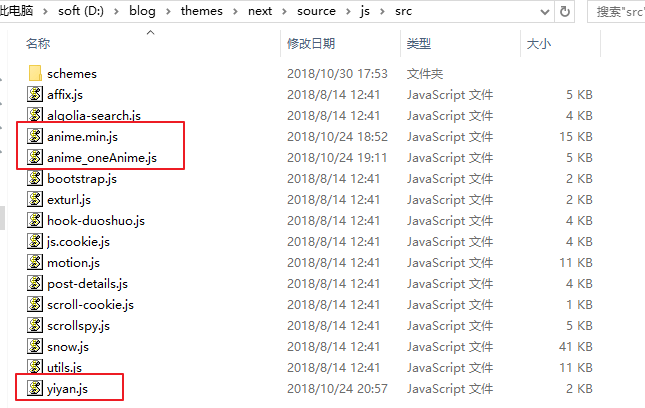 此电脑 > soft (D:) > blog > themes > next > source > js > src 搜索"src"
名称 修改日期 类型 大小
schemes 2018/10/30 17:53 文件夹
affix.js 2018/8/14 12:41 JavaScript 文件 5 KB
algolia-search.js 2018/8/14 12:41 JavaScript 文件 4 KB
anime.min.js 2018/10/24 18:52 JavaScript 文件 15 KB
anime_oneAnime.js 2018/10/24 19:11 JavaScript 文件 5 KB
bootstrap.js 2018/8/14 12:41 JavaScript 文件 2 KB
exturl.js 2018/8/14 12:41 JavaScript 文件 2 KB
hook-duoshuo.js 2018/8/14 12:41 JavaScript 文件 4 KB
js.cookie.js 2018/8/14 12:41 JavaScript 文件 4 KB
motion.js 2018/8/14 12:41 JavaScript 文件 11 KB
post-details.js 2018/8/14 12:41 JavaScript 文件 4 KB
scroll-cookie.js 2018/8/14 12:41 JavaScript 文件 1 KB
scrollspy.js 2018/8/14 12:41 JavaScript 文件 5 KB
snow.js 2018/8/14 12:41 JavaScript 文件 41 KB
utils.js 2018/8/14 12:41 JavaScript 文件 11 KB
yiyan.js 2018/10/24 20:57 JavaScript 文件 2 KB